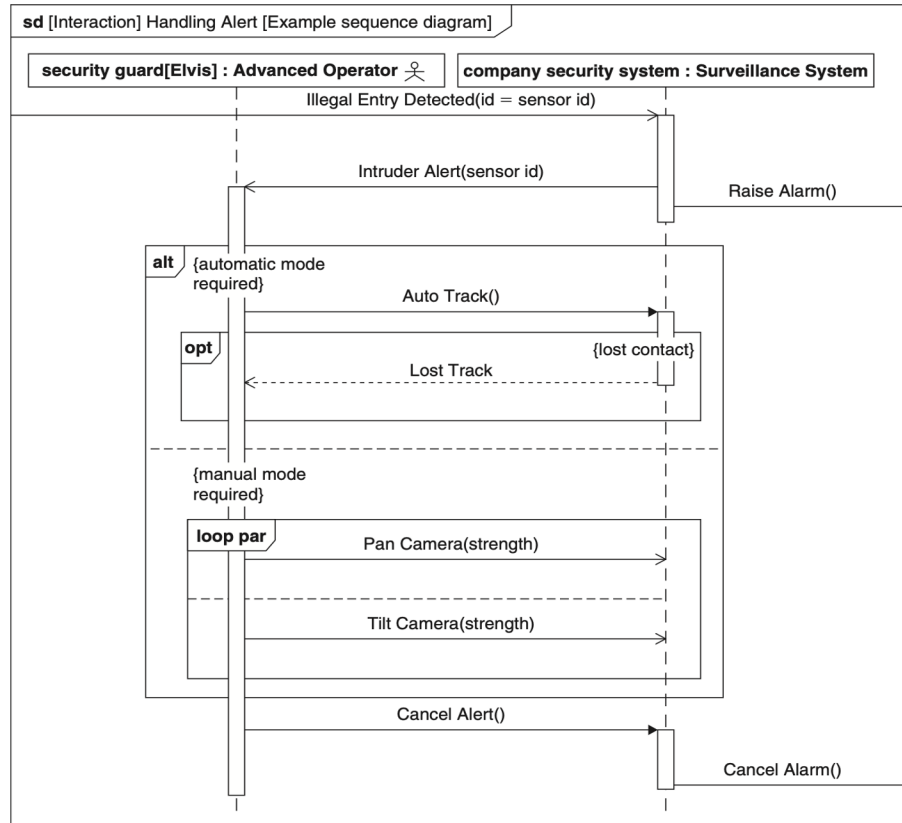 sd [Interaction] Handling Alert [Example sequence diagram]
security guard[Elvis] : Advanced Operator
company security system : Surveillance System
Illegal Entry Detected(id = sensor id)
Intruder Alert(sensor id)
Raise Alarm()
alt
{automatic mode
required}
Auto Track()
opt
{lost contact}
Lost Track
{manual mode
required}
loop par
Pan Camera(strength)
Tilt Camera(strength)
Cancel Alert()
Cancel Alarm()